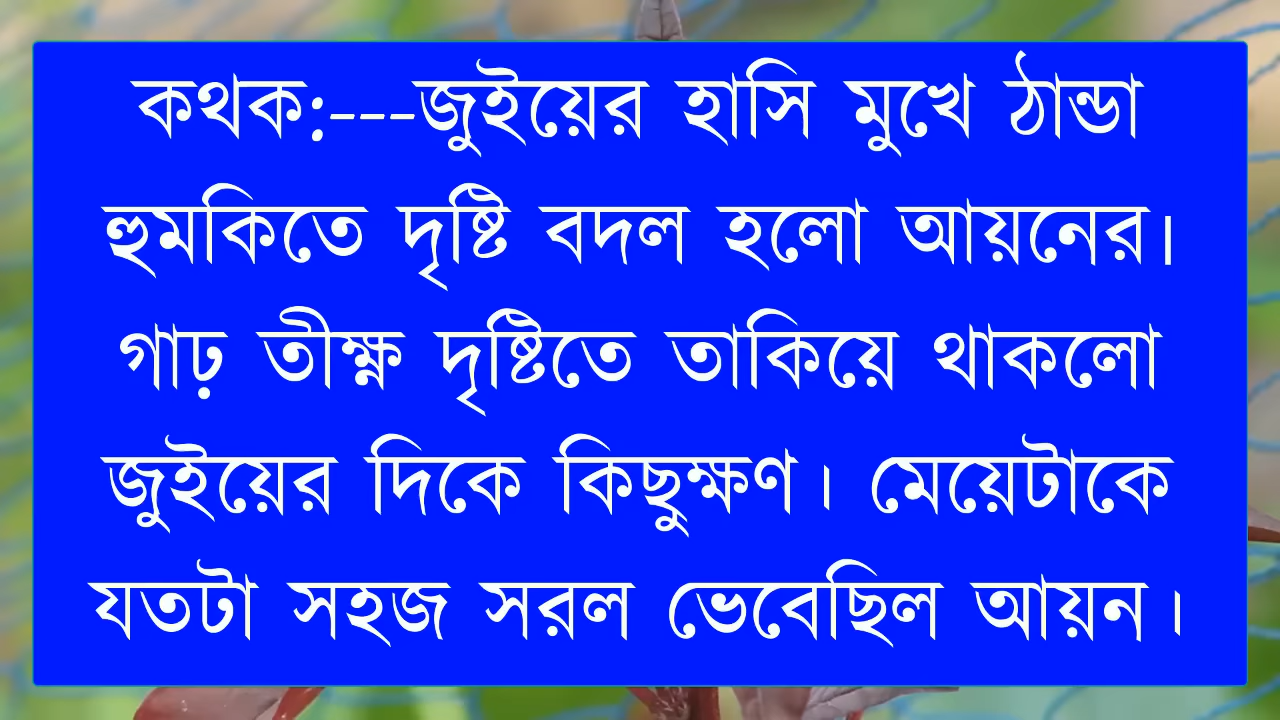 কথক:---জুইয়ের হাসি মুখে ঠান্ডা
হুমকিতে দৃষ্টি বদল হলো আয়নের।
গাঢ় তীক্ষ্ণ দৃষ্টিতে তাকিয়ে থাকলো
জুইয়ের দিকে কিছুক্ষণ। মেয়েটাকে
যতটা সহজ সরল ভেবেছিল আয়ন।